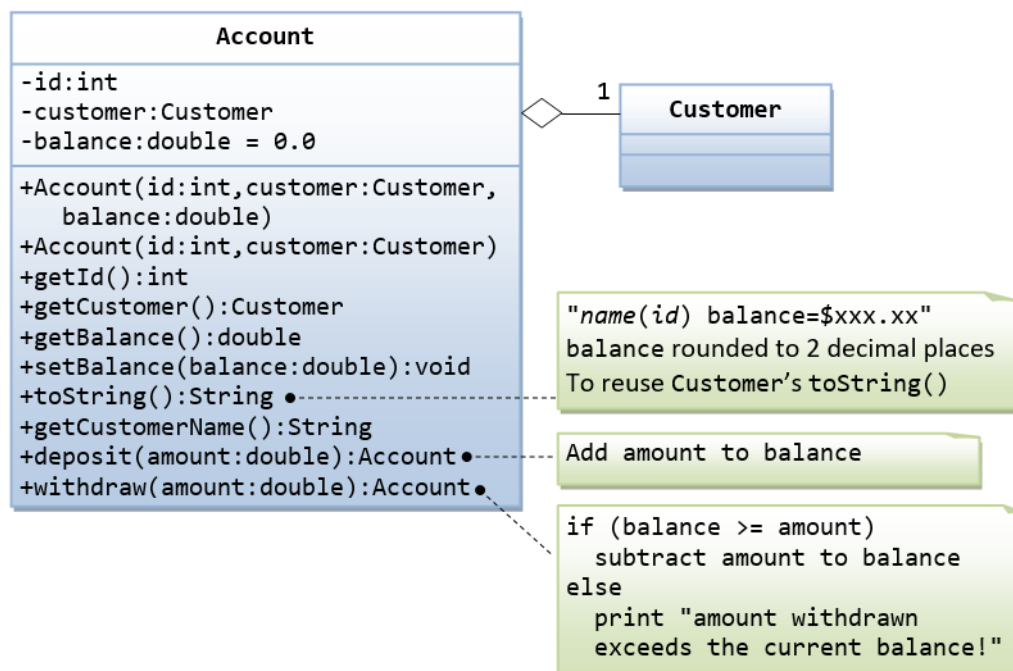 Account
-id:int
-customer:Customer
-balance:double = 0.0
+Account(id:int,customer:Customer,
balance:double)
+Account(id:int,customer:Customer)
+getId():int
+getCustomer():Customer
+getBalance():double
+setBalance(balance:double):void
+toString():String
+getCustomerName():String
+deposit(amount:double):Account
+withdraw(amount:double):Account
1
Customer
"name(id) balance=$xxx.xx"
balance rounded to 2 decimal places
To reuse Customer’s toString()
Add amount to balance
if (balance >= amount)
subtract amount to balance
else
print "amount withdrawn
exceeds the current balance!"